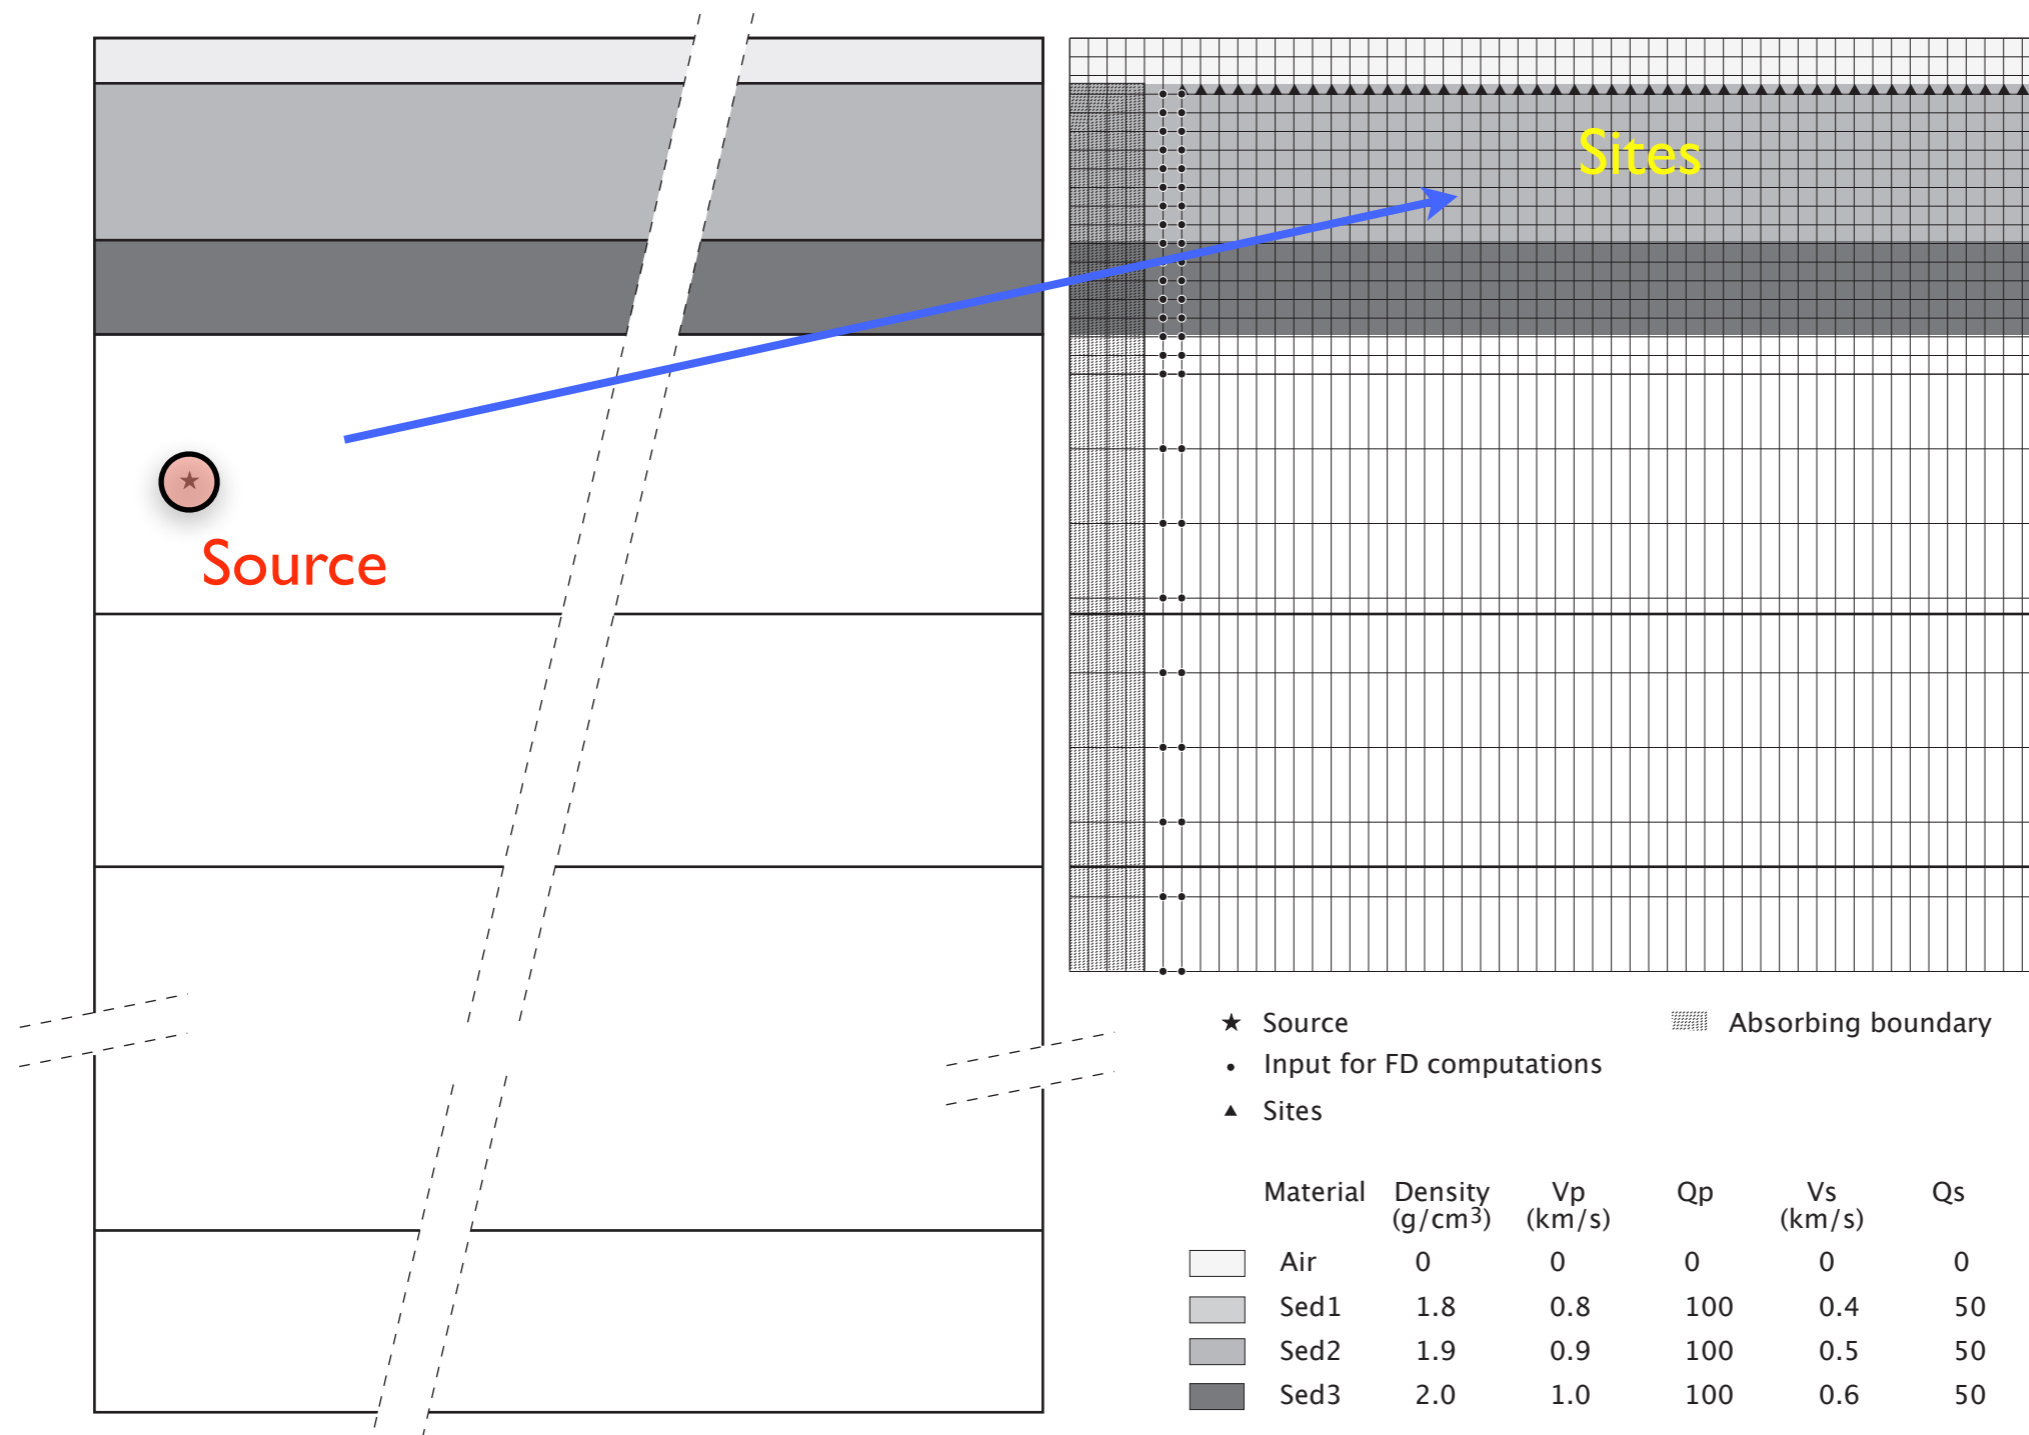 Sites
Source
★ Source
Absorbing boundary
• Input for FD computations
▲ Sites
Material Density Vp Qp Vs Qs
(g/cm³) (km/s) (km/s)
Air 0 0 0 0 0
Sed1 1.8 0.8 100 0.4 50
Sed2 1.9 0.9 100 0.5 50
Sed3 2.0 1.0 100 0.6 50